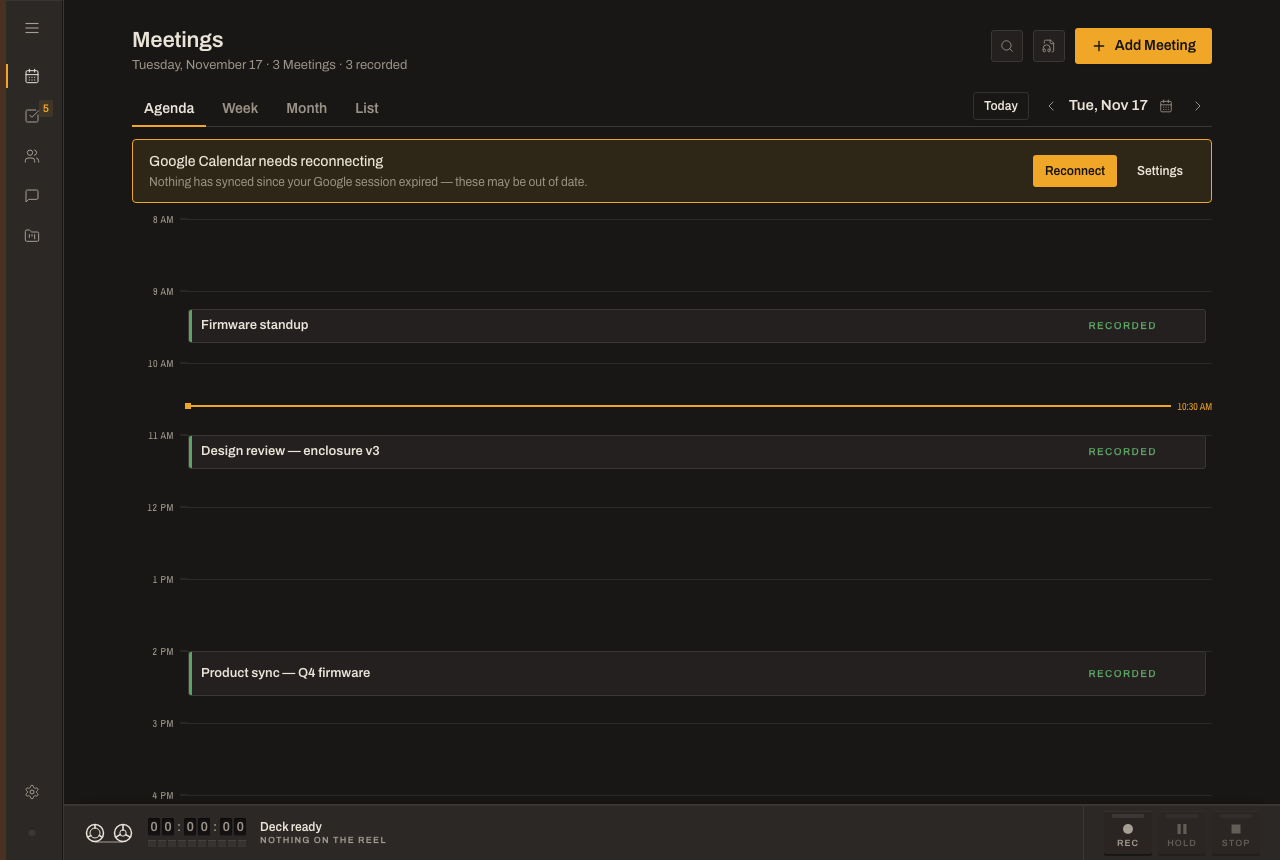 Meetings
Tuesday, November 17 · 3 Meetings · 3 recorded
Add Meeting
5
Agenda
Week
Month
List
Today
Tue, Nov 17
Google Calendar needs reconnecting
Nothing has synced since your Google session expired — these may be out of date.
Reconnect
Settings
8 AM
9 AM
Firmware standup
RECORDED
10 AM
10:30 AM
11 AM
Design review — enclosure v3
RECORDED
12 PM
1 PM
2 PM
Product sync — Q4 firmware
RECORDED
3 PM
4 PM
00:00:00
Deck ready
NOTHING ON THE REEL
REC
HOLD
STOP